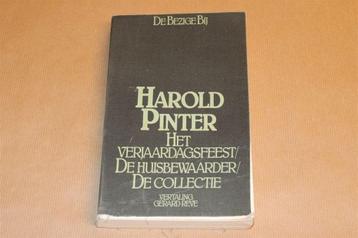 De Bezige Bij
Harold
Pinter
Het
verjaardagsfeest/
De huisbewaarder/
De collectie
vertaling
Gerard Reve